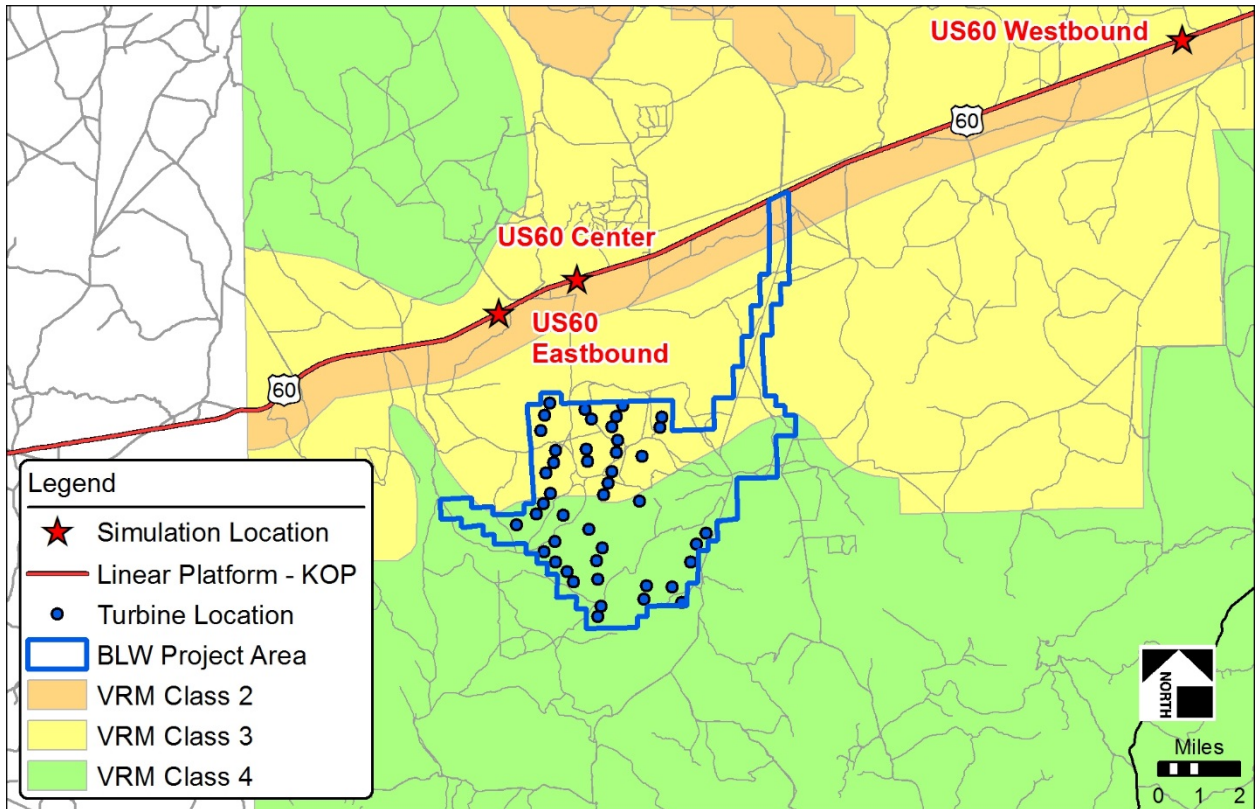 US60 Westbound
60
US60 Center
US60
Eastbound
60
Legend
Simulation Location
Linear Platform - KOP
Turbine Location
BLW Project Area
VRM Class 2
VRM Class 3
VRM Class 4
NORTH
Miles
0 1 2